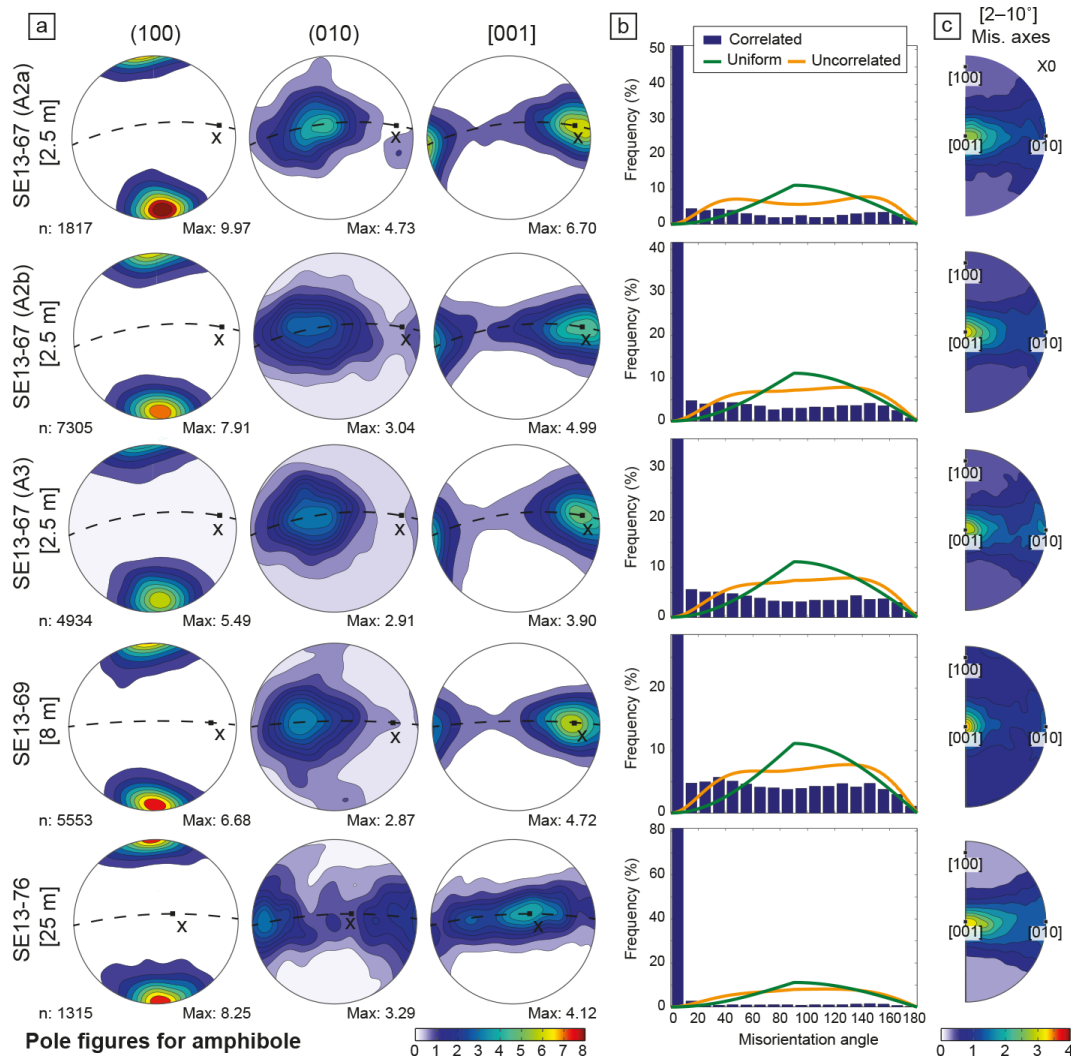 a
(100) (010) [001]
b
Correlated
Uniform Uncorrelated
c
[2–10°]
Mis. axes
SE13-67 (A2a)
[2.5 m]
X
X
X
n: 1817 Max: 9.97 Max: 4.73 Max: 6.70
Frequency (%)
50
40
30
20
10
0
X0
[100]
[001] [010]
SE13-67 (A2b)
[2.5 m]
X
X
X
n: 7305 Max: 7.91 Max: 3.04 Max: 4.99
Frequency (%)
40
30
20
10
0
[100]
[001] [010]
SE13-67 (A3)
[2.5 m]
X
X
X
n: 4934 Max: 5.49 Max: 2.91 Max: 3.90
Frequency (%)
30
20
10
0
[100]
[001] [010]
SE13-69
[8 m]
X
X
X
n: 5553 Max: 6.68 Max: 2.87 Max: 4.72
Frequency (%)
20
10
0
[100]
[001] [010]
SE13-76
[25 m]
X
X
X
n: 1315 Max: 8.25 Max: 3.29 Max: 4.12
Frequency (%)
80
60
40
20
0
0 20 40 60 80 100 120 140 160 180
Misorientation angle
[100]
[001] [010]
Pole figures for amphibole
0 1 2 3 4 5 6 7 8
0 1 2 3 4